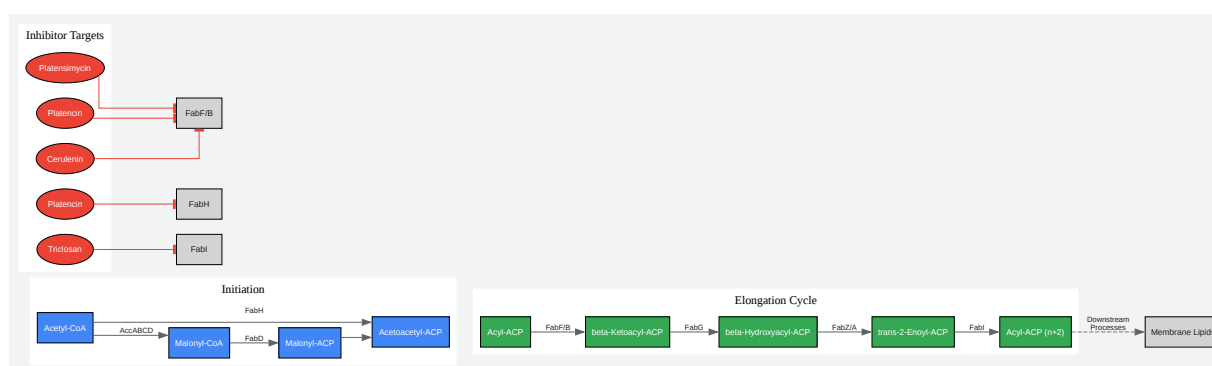 Inhibitor Targets
Platensimycin
Platencin
FabF/B
Cerulenin
Platencin
FabH
Triclosan
FabI
Initiation
Acetyl-CoA
FabH
AccABCD
Malonyl-CoA
FabD
Malonyl-ACP
Acetoacetyl-ACP
Elongation Cycle
Acyl-ACP
FabF/B
beta-Ketoacyl-ACP
FabG
beta-Hydroxyacyl-ACP
FabZ/A
trans-2-Enoyl-ACP
FabI
Acyl-ACP (n+2)
Downstream
Processes
Membrane Lipids